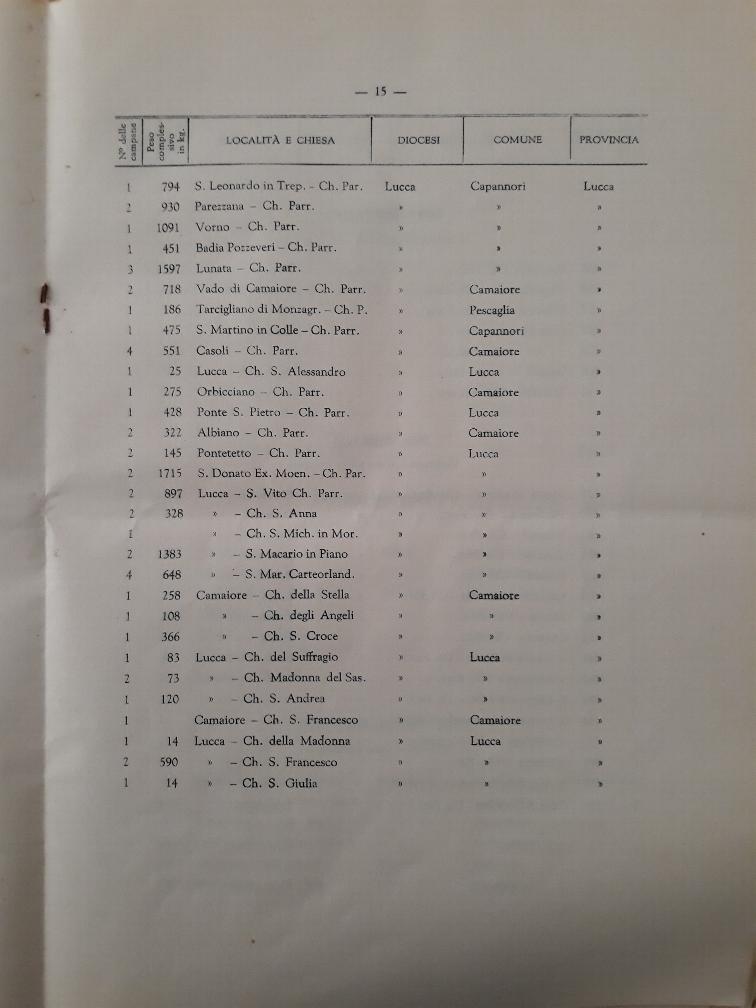 — 15 —
Nº delle campane Peso complessivo in kg. LOCALITÀ E CHIESA DIOCESI COMUNE PROVINCIA
1 794 S. Leonardo in Trep. – Ch. Par. Lucca Capannori Lucca
2 930 Parezzana – Ch. Parr. » » »
1 1091 Vorno – Ch. Parr. » » »
1 451 Badia Pozzeveri – Ch. Parr. » » »
3 1597 Lunata – Ch. Parr. » » »
2 718 Vado di Camaiore – Ch. Parr. » Camaiore »
1 186 Tarcigliano di Monzagr. – Ch. P. » Pescaglia »
1 475 S. Martino in Colle – Ch. Parr. » Capannori »
4 551 Casoli – Ch. Parr. » Camaiore »
1 25 Lucca – Ch. S. Alessandro » Lucca »
1 275 Orbicciano – Ch. Parr. » Camaiore »
1 428 Ponte S. Pietro – Ch. Parr. » Lucca »
2 322 Albiano – Ch. Parr. » Camaiore »
2 145 Pontetetto – Ch. Parr. » Lucca »
2 1715 S. Donato Ex. Moen. – Ch. Par. » » »
2 897 Lucca – S. Vito Ch. Parr. » » »
2 328 » – Ch. S. Anna » » »
1 » – Ch. S. Mich. in Mor. » » »
2 1383 » – S. Macario in Piano » » »
4 648 » – S. Mar. Carteorland. » » »
1 258 Camaiore – Ch. della Stella » Camaiore »
1 108 » – Ch. degli Angeli » » »
1 366 » – Ch. S. Croce » » »
1 83 Lucca – Ch. del Suffragio » Lucca »
2 73 » – Ch. Madonna del Sas. » » »
1 120 » – Ch. S. Andrea » » »
1 Camaiore – Ch. S. Francesco » Camaiore »
1 14 Lucca – Ch. della Madonna » Lucca »
2 590 » – Ch. S. Francesco » » »
1 14 » – Ch. S. Giulia » » »